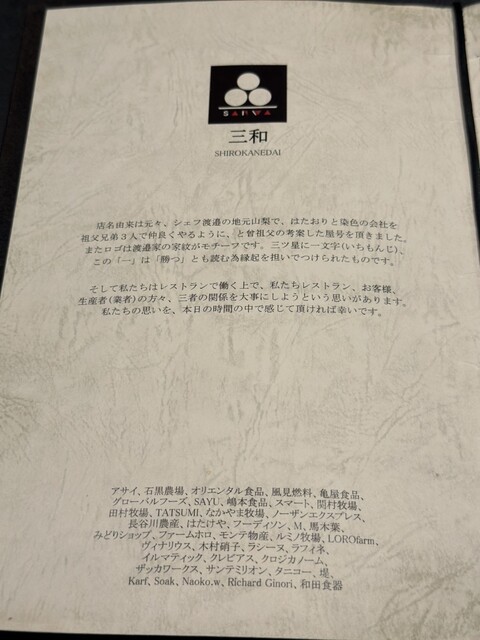 SANWA
三和
SHIROKANEDAI
店名由来は元々、シェフ渡邉の地元山梨で、はたおりと染色の会社を
祖父兄弟３人で仲良くやるように、と曾祖父の考案した屋号を頂きました。
またロゴは渡邉家の家紋がモチーフです。三ツ星に一文字(いちもんじ)、
この「一」は「勝つ」とも読む為縁起を担いでつけられたものです。
そして私たちはレストランで働く上で、私たちレストラン、お客様、
生産者(業者)の方々、三者の関係を大事にしようという思いがあります。
私たちの思いを、本日の時間の中で感じて頂ければ幸いです。
アサイ、石黒農場、オリエンタル食品、風見燃料、亀屋食品、
グローバルフーズ、SAYU、嶋本食品、スマート、関村牧場、
田村牧場、TATSUMI、なかやま牧場、ノーザンエクスプレス、
長谷川農産、はたけや、フーディソン、M、馬木葉、
みどりショップ、ファームホロ、モンテ物産、ルミノ牧場、LOROfarm、
ヴィナリウス、木村硝子、ラシーヌ、ラフィネ、
イルマティック、クレビアス、クロジカノーム、
ザッカワークス、サンテミリオン、タニコー、堤、
Karf、Soak、Naoko.w、Richard Ginori、和田食器